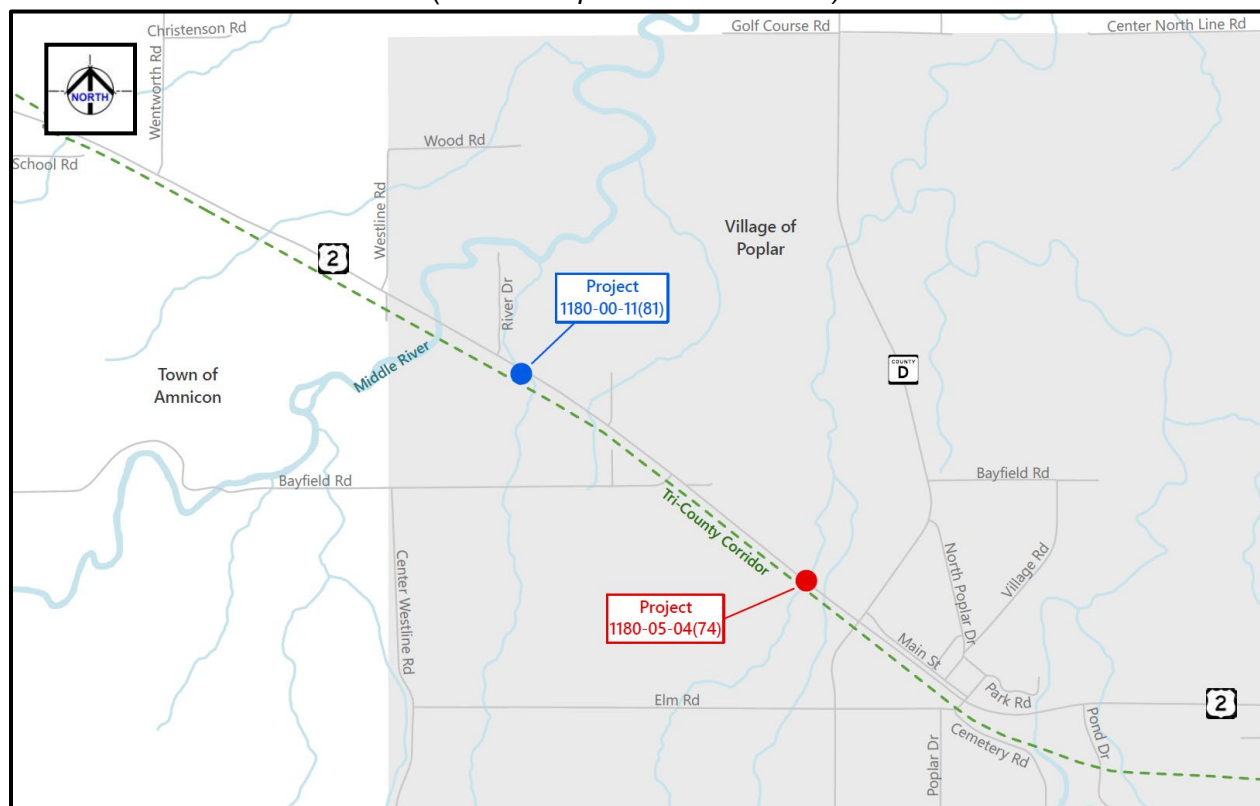 Christenson Rd
Golf Course Rd
Center North Line Rd
NORTH
Wentworth Rd
School Rd
Wood Rd
Westline Rd
Village of
Poplar
2
River Dr
Project
1180-00-11(81)
Middle River
COUNTY
D
Town of
Amnicon
Bayfield Rd
Bayfield Rd
Tri-County Corridor
Center Westline Rd
North Poplar Dr
Village Rd
Project
1180-05-04(74)
Main St
Park Rd
Elm Rd
2
Poplar Dr
Cemetery Rd
Pond Dr